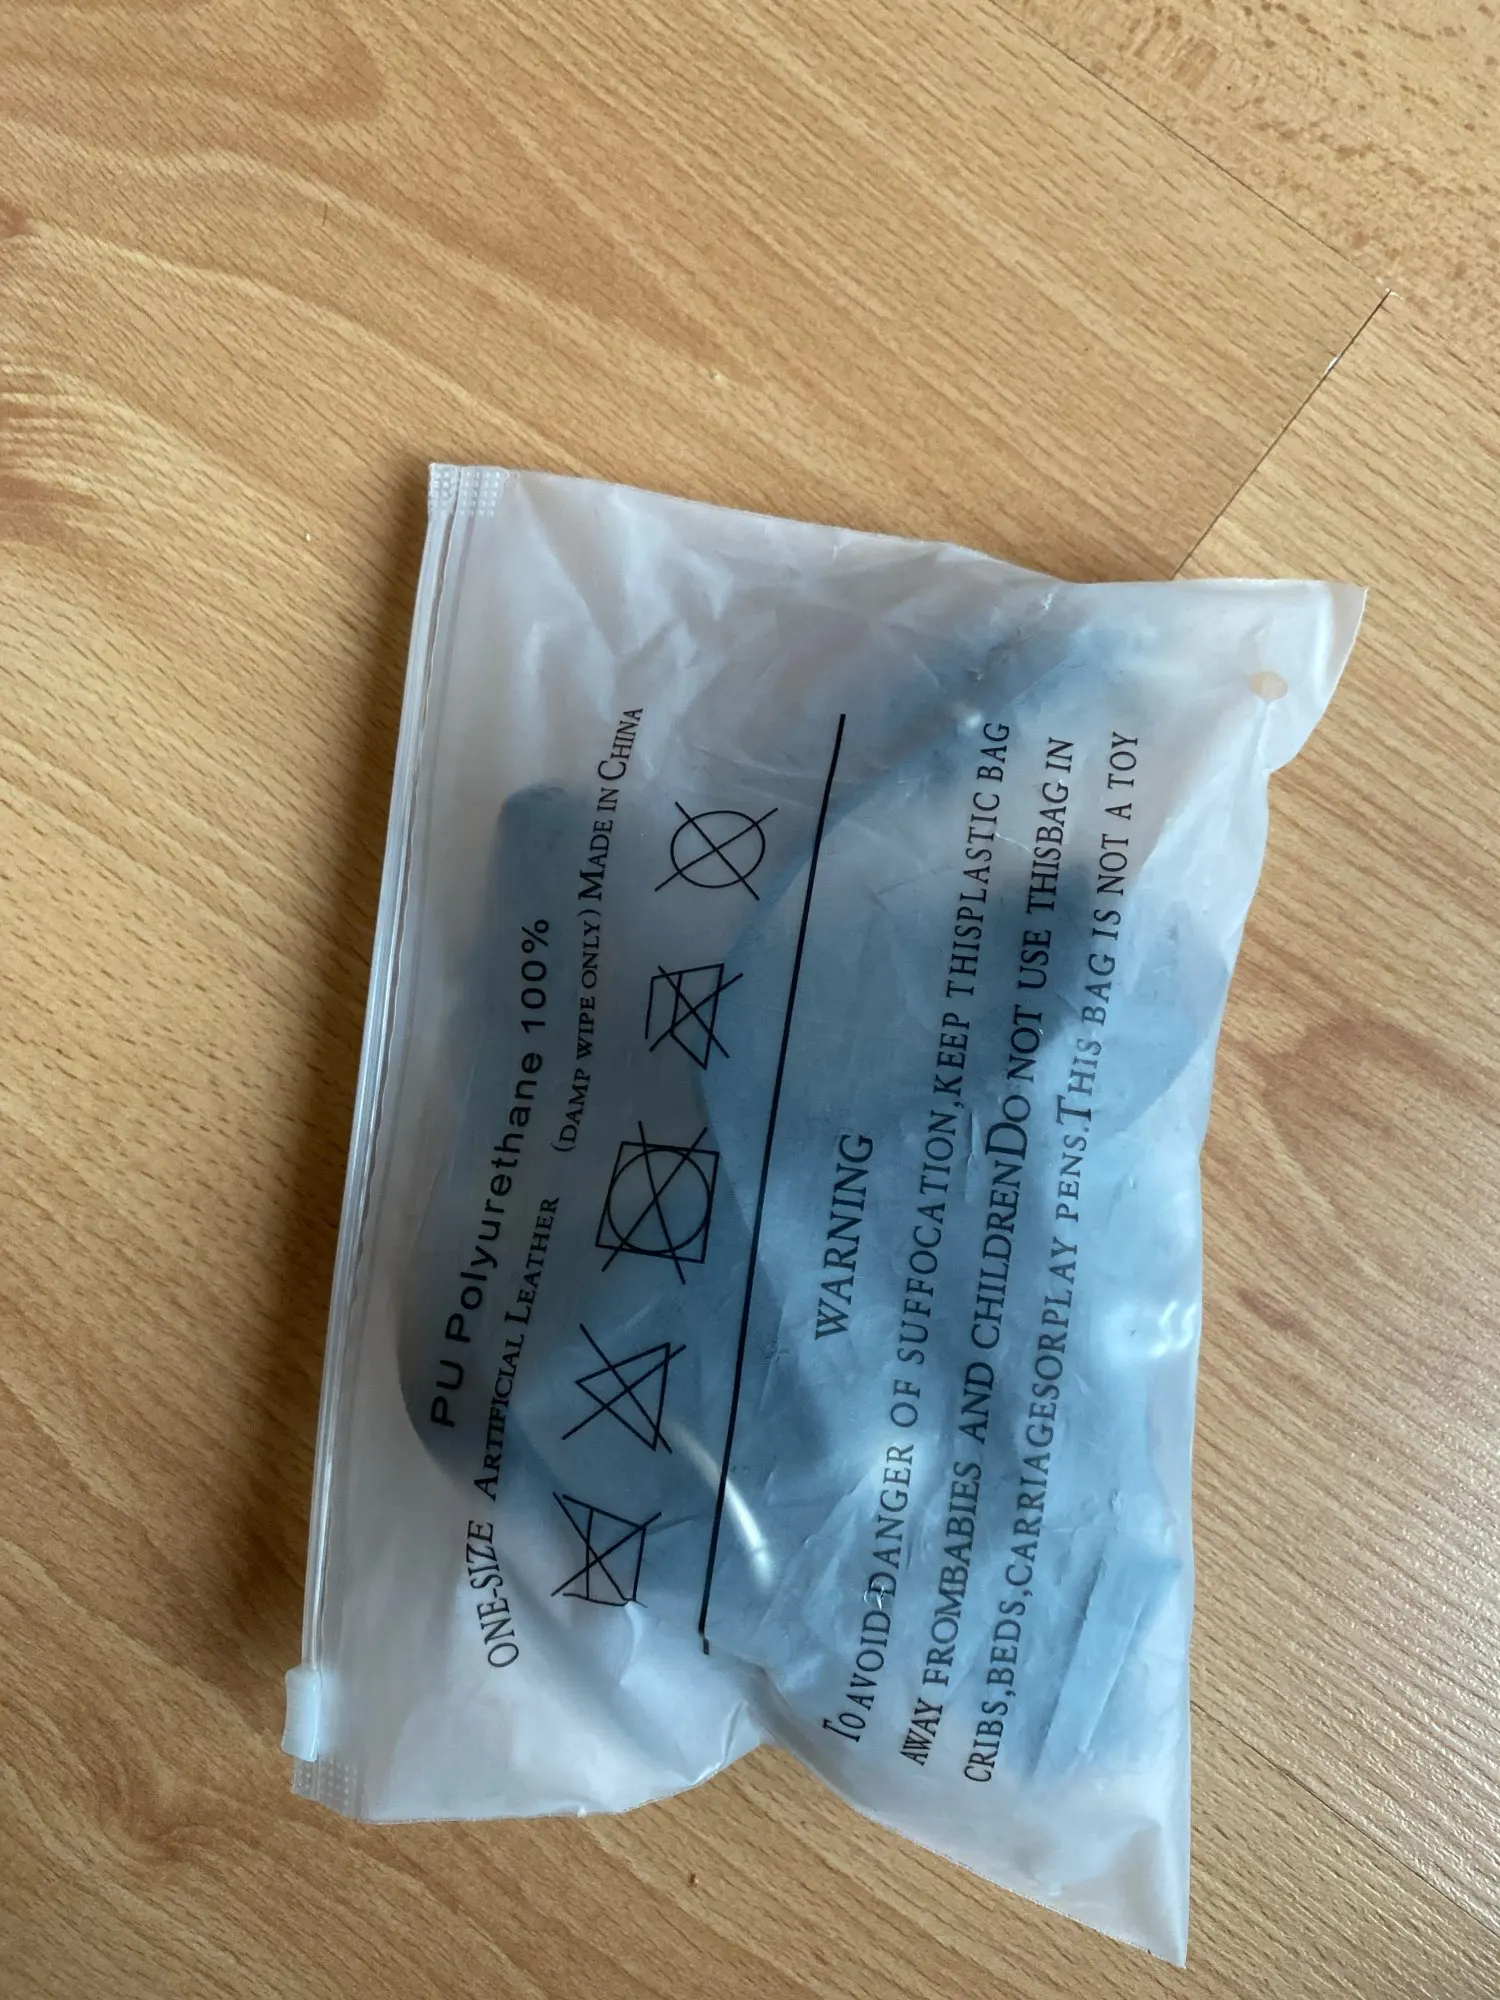 PU Polyurethane 100%
ONE-SIZE ARTIFICIAL LEATHER (DAMP WIPE ONLY) MADE IN CHINA
WARNING
TO AVOID DANGER OF SUFFOCATION,KEEP THISPLASTIC BAG
AWAY FROMBABIES AND CHILDRENDO NOT USE THISBAG IN
CRIBS,BEDS,CARRIAGESORPLAY PENS.THIS BAG IS NOT A TOY